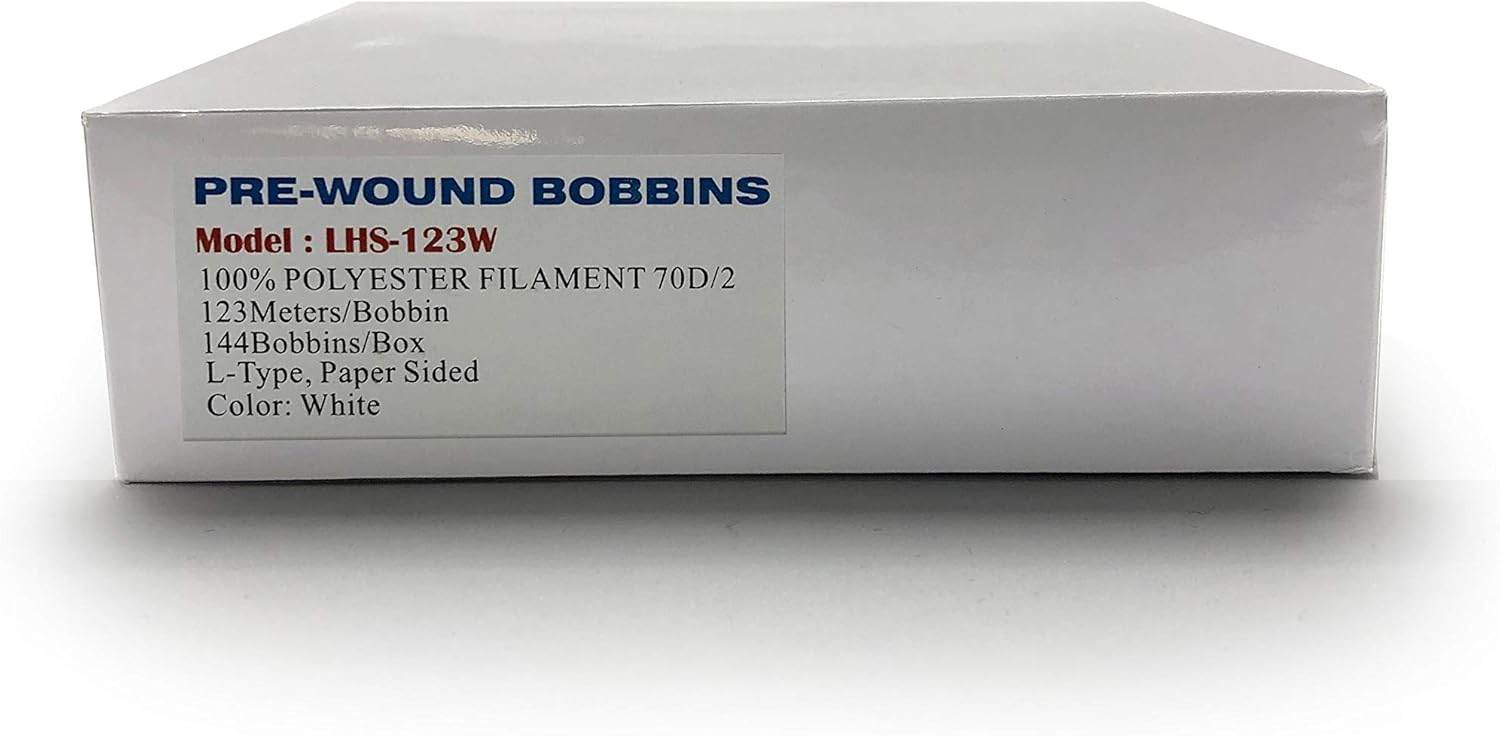 PRE-WOUND BOBBINS
Model : LHS-123W
100% POLYESTER FILAMENT 70D/2
123Meters/Bobbin
144Bobbins/Box
L-Type, Paper Sided
Color: White